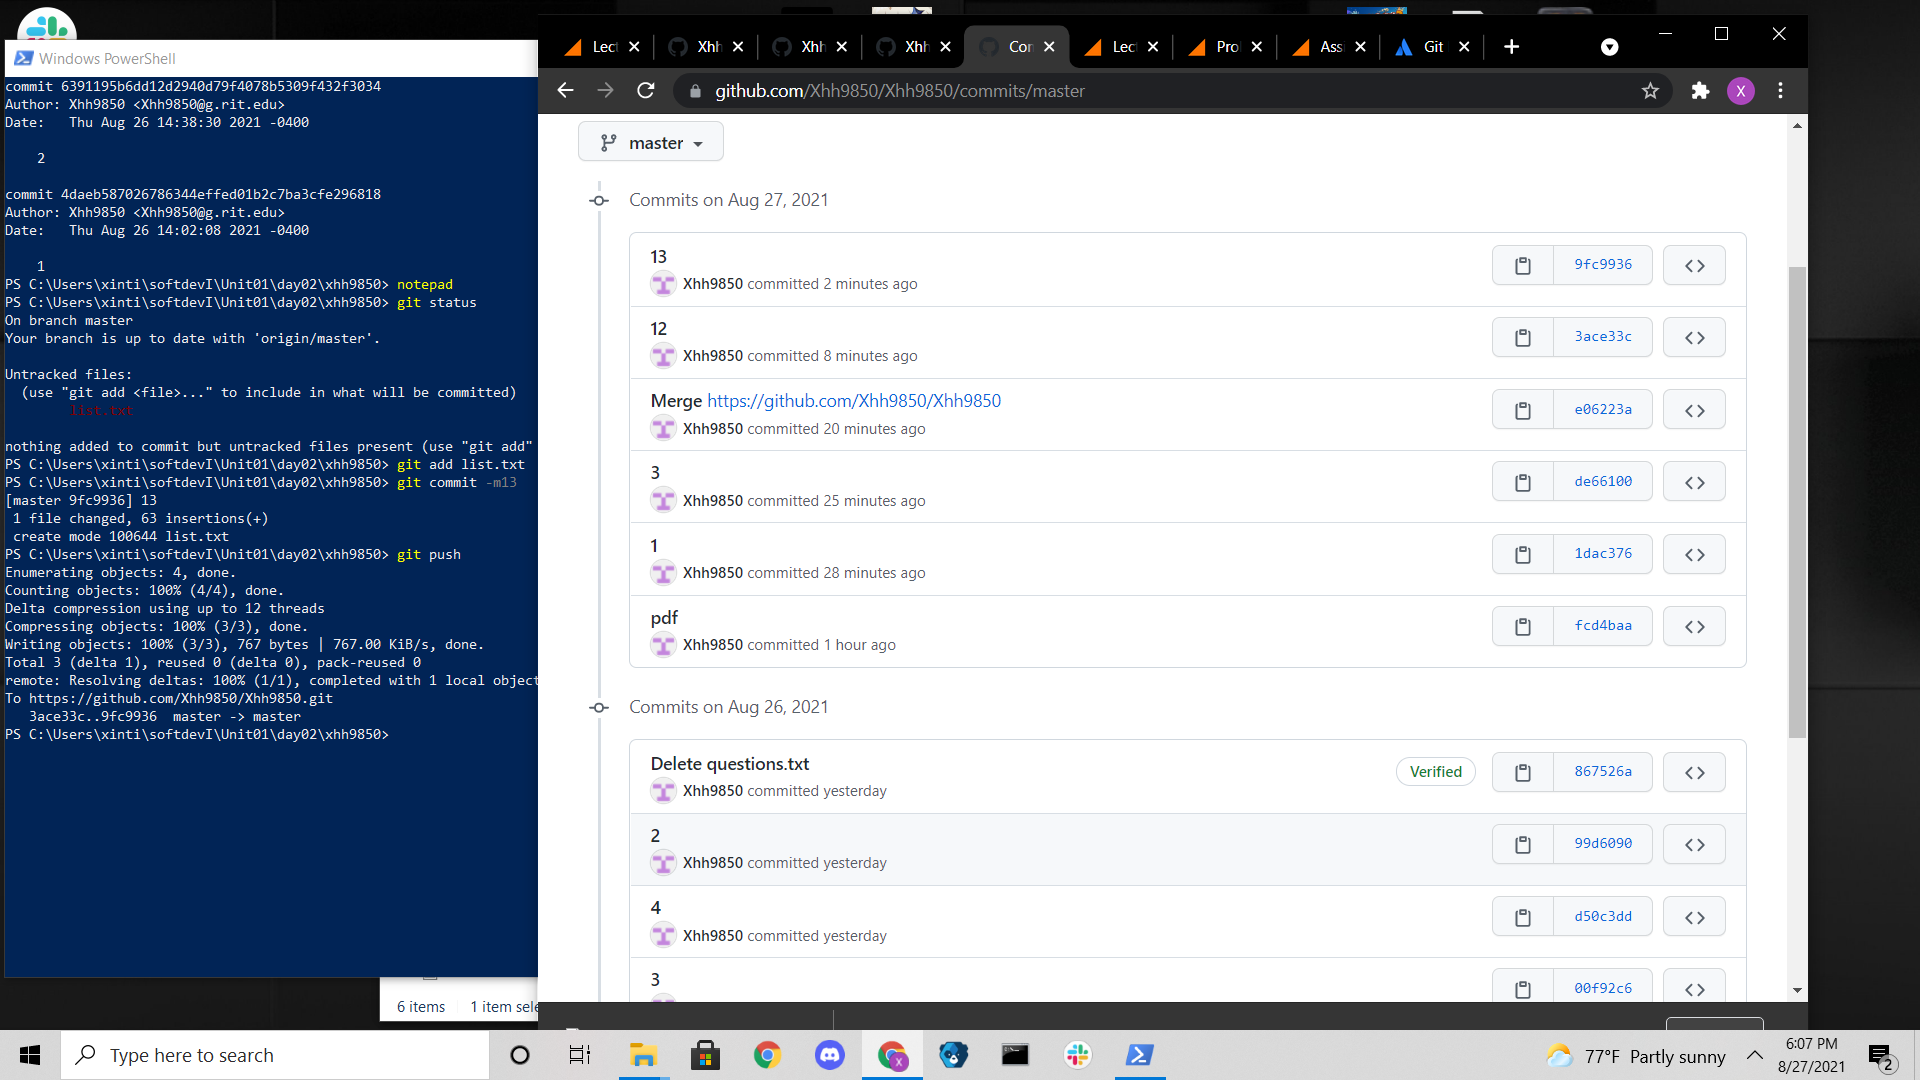 Windows PowerShell
commit 6391195b6dd12d2940d79f4078b5309f432f3034
Author: Xhh9850 <Xhh9850@g.rit.edu>
Date:   Thu Aug 26 14:38:30 2021 -0400
2
commit 4daeb587026786344effed01b2c7ba3cfe296818
Author: Xhh9850 <Xhh9850@g.rit.edu>
Date:   Thu Aug 26 14:02:08 2021 -0400
1
PS C:\Users\xinti\softdevI\Unit01\day02\xhh9850> notepad
PS C:\Users\xinti\softdevI\Unit01\day02\xhh9850> git status
On branch master
Your branch is up to date with 'origin/master'.
Untracked files:
(use "git add <file>..." to include in what will be committed)
list.txt
nothing added to commit but untracked files present (use "git add"
PS C:\Users\xinti\softdevI\Unit01\day02\xhh9850> git add list.txt
PS C:\Users\xinti\softdevI\Unit01\day02\xhh9850> git commit -m13
[master 9fc9936] 13
1 file changed, 63 insertions(+)
create mode 100644 list.txt
PS C:\Users\xinti\softdevI\Unit01\day02\xhh9850> git push
Enumerating objects: 4, done.
Counting objects: 100% (4/4), done.
Delta compression using up to 12 threads
Compressing objects: 100% (3/3), done.
Writing objects: 100% (3/3), 767 bytes | 767.00 KiB/s, done.
Total 3 (delta 1), reused 0 (delta 0), pack-reused 0
remote: Resolving deltas: 100% (1/1), completed with 1 local object
To https://github.com/Xhh9850/Xhh9850.git
3ace33c..9fc9936  master -> master
PS C:\Users\xinti\softdevI\Unit01\day02\xhh9850>
6 items 1 item sele
Lect Xhh Xhh Xhh Con Lec Pro Assi Git
github.com/Xhh9850/Xhh9850/commits/master
X
master
Commits on Aug 27, 2021
13
9fc9936
Xhh9850 committed 2 minutes ago
12
3ace33c
Xhh9850 committed 8 minutes ago
Merge https://github.com/Xhh9850/Xhh9850
e06223a
Xhh9850 committed 20 minutes ago
3
de66100
Xhh9850 committed 25 minutes ago
1
1dac376
Xhh9850 committed 28 minutes ago
pdf
fcd4baa
Xhh9850 committed 1 hour ago
Commits on Aug 26, 2021
Delete questions.txt
Verified 867526a
Xhh9850 committed yesterday
2
99d6090
Xhh9850 committed yesterday
4
d50c3dd
Xhh9850 committed yesterday
3
00f92c6
Type here to search
X
77°F Partly sunny
6:07 PM
8/27/2021
2